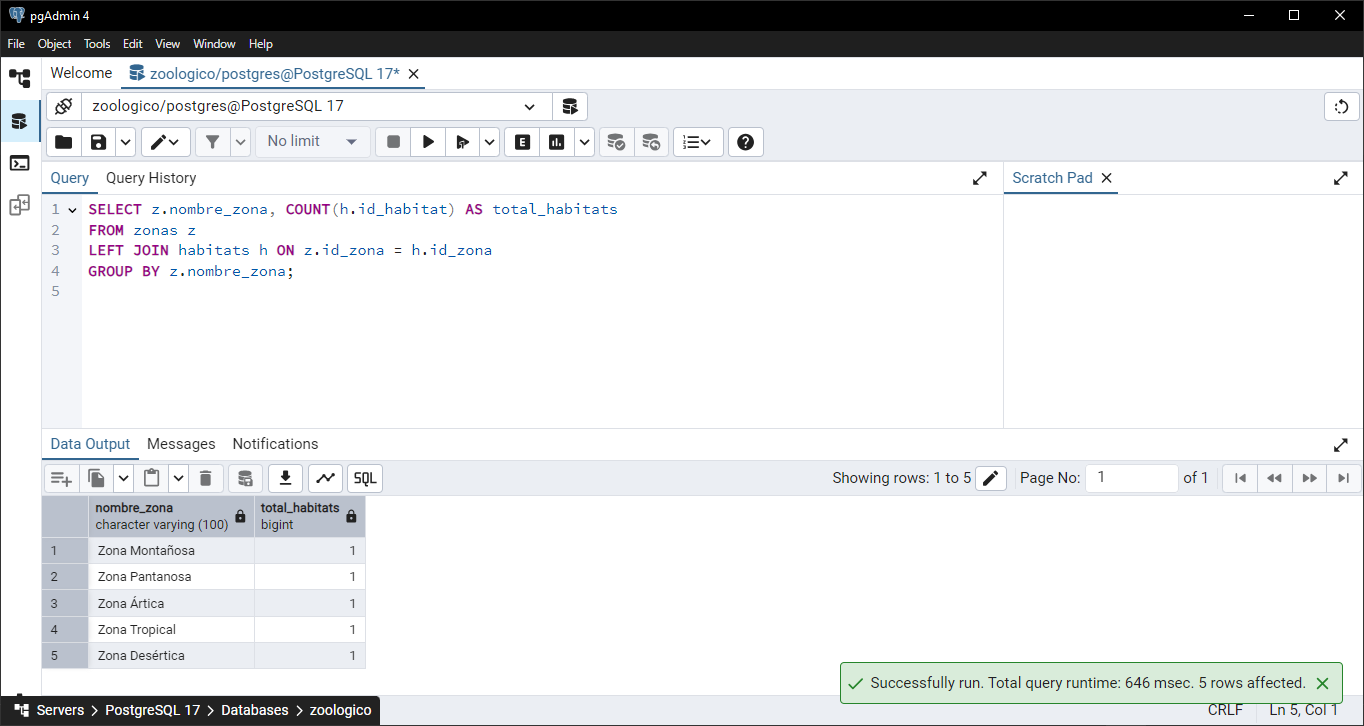 pgAdmin 4
File Object Tools Edit View Window Help
Welcome zoologico/postgres@PostgreSQL 17*
zoologico/postgres@PostgreSQL 17
No limit E
Query Query History Scratch Pad
1 SELECT z.nombre_zona, COUNT(h.id_habitat) AS total_habitats
2 FROM zonas z
3 LEFT JOIN habitats h ON z.id_zona = h.id_zona
4 GROUP BY z.nombre_zona;
5
Data Output Messages Notifications
SQL Showing rows: 1 to 5 Page No: 1 of 1
nombre_zona total_habitats
character varying (100) bigint
1 Zona Montañosa 1
2 Zona Pantanosa 1
3 Zona Ártica 1
4 Zona Tropical 1
5 Zona Desértica 1
Successfully run. Total query runtime: 646 msec. 5 rows affected.
Servers > PostgreSQL 17 > Databases > zoologico CRLF Ln 5, Col 1